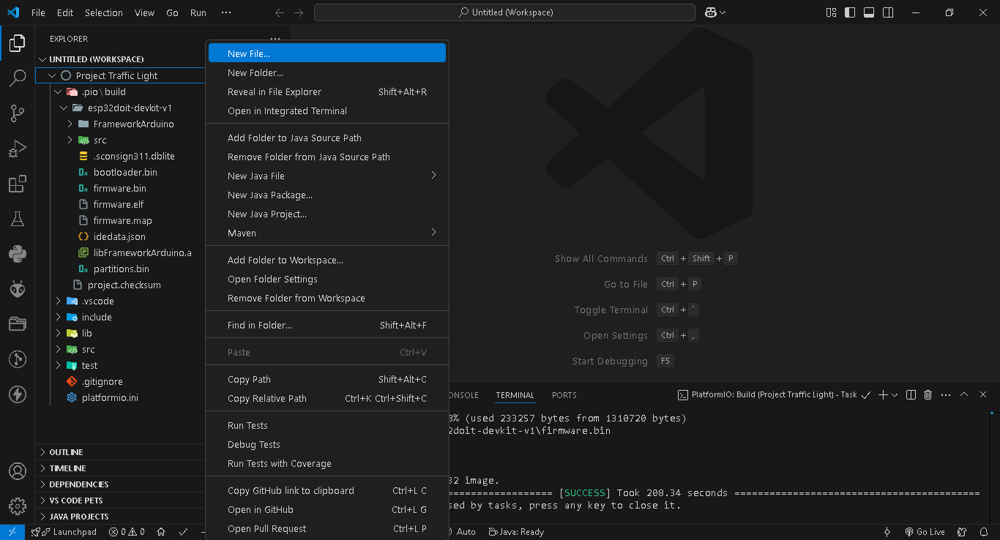 File Edit Selection View Go Run ··· Untitled (Workspace)
EXPLORER ···
UNTITLED (WORKSPACE)
Project Traffic Light
.pio\build
esp32doit-devkit-v1
FrameworkArduino
src
.sconsign311.dblite
bootloader.bin
firmware.bin
firmware.elf
firmware.map
idedata.json
libFrameworkArduino.a
partitions.bin
project.checksum
.vscode
include
lib
src
test
.gitignore
platformio.ini
OUTLINE
TIMELINE
DEPENDENCIES
VS CODE PETS
JAVA PROJECTS
New File...
New Folder...
Reveal in File Explorer Shift+Alt+R
Open in Integrated Terminal
Add Folder to Java Source Path
Remove Folder from Java Source Path
New Java File
New Java Package...
New Java Project...
Maven
Add Folder to Workspace...
Open Folder Settings
Remove Folder from Workspace
Find in Folder... Shift+Alt+F
Paste Ctrl+V
Copy Path Shift+Alt+C
Copy Relative Path Ctrl+K Ctrl+Shift+C
Run Tests
Debug Tests
Run Tests with Coverage
Copy GitHub link to clipboard Ctrl+L C
Open in GitHub Ctrl+L G
Open Pull Request Ctrl+L P
Show All Commands Ctrl + Shift + P
Go to File Ctrl + P
Toggle Terminal Ctrl + `
Open Settings Ctrl + ,
Start Debugging F5
ONSOLE TERMINAL PORTS PlatformIO: Build (Project Traffic Light) - Task
% (used 233257 bytes from 1310720 bytes)
2doit-devkit-v1\firmware.bin
32 image.
================== [SUCCESS] Took 208.34 seconds ==========================================
sed by tasks, press any key to close it.
Launchpad 0 0 Auto Java: Ready Go Live